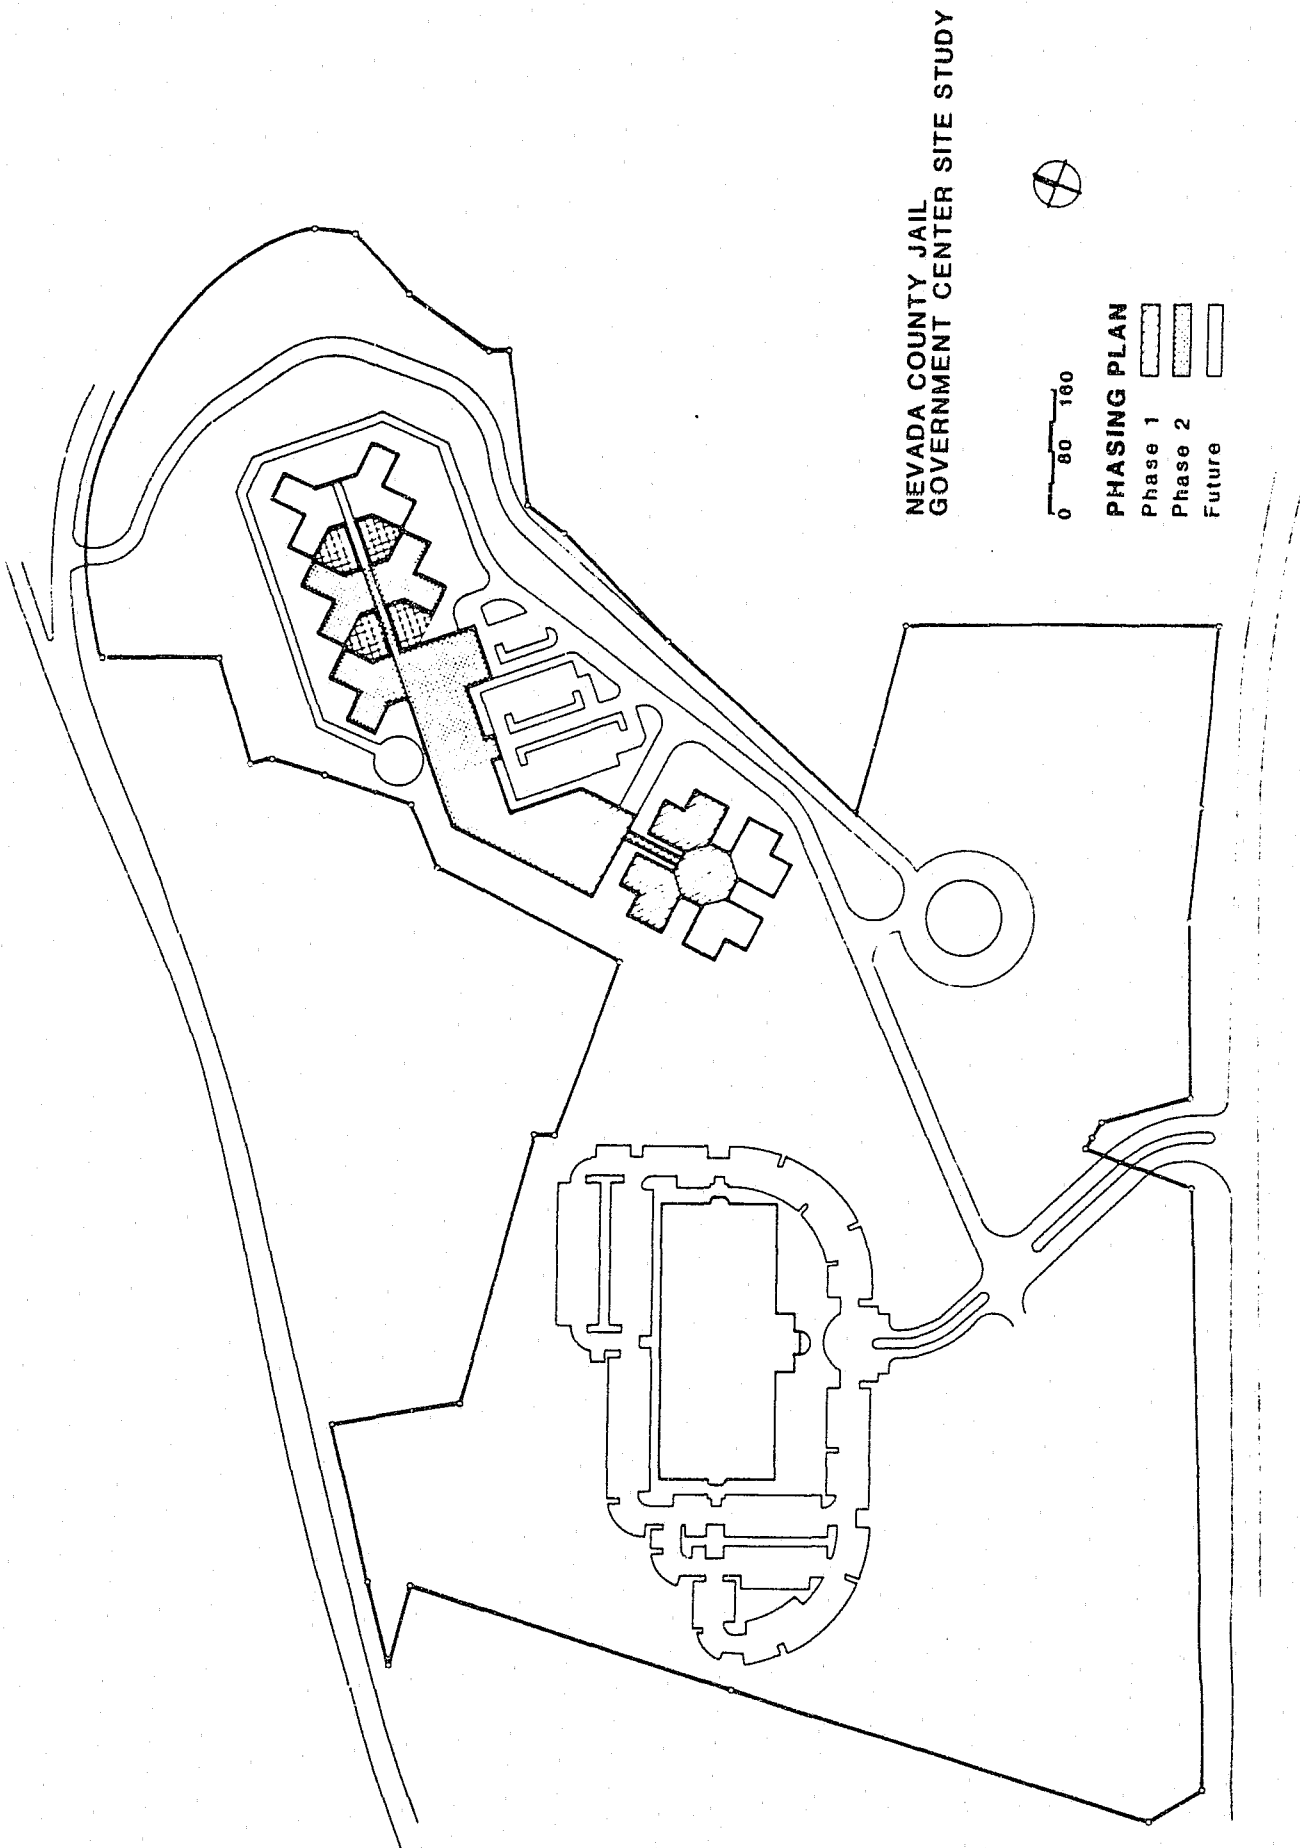 NEVADA COUNTY JAIL
GOVERNMENT CENTER SITE STUDY
0 80 160
PHASING PLAN
Phase 1
Phase 2
Future